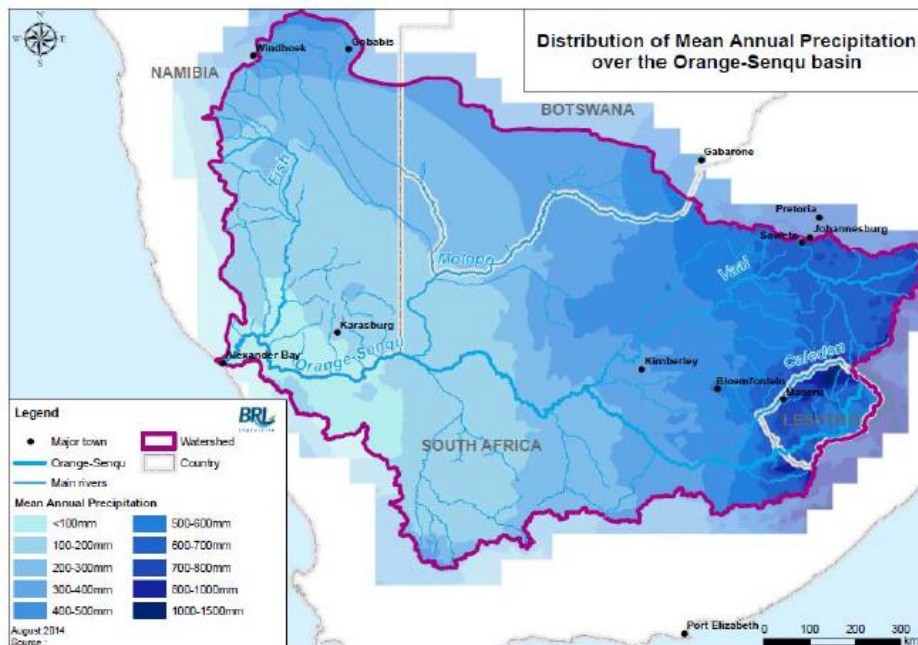 Distribution of Mean Annual Precipitation
over the Orange-Senqu basin
N
W
E
S
Windhoek
Gobabis
NAMIBIA
BOTSWANA
Gabarone
Fish
Pretoria
Johannesburg
Soweto
Molopo
Vaal
Karasburg
Orange-Senqu
Alexander Bay
Kimberley
Caledon
Bloemfontein
Maseru
LESOTHO
SOUTH AFRICA
Legend
BRL
Major town
Watershed
Orange-Senqu
Country
Main rivers
Mean Annual Precipitation
<100mm
500-600mm
100-200mm
600-700mm
200-300mm
700-800mm
300-400mm
800-1000mm
400-500mm
1000-1500mm
August 2014
Source :
Port Elizabeth
0 100 200 300
km